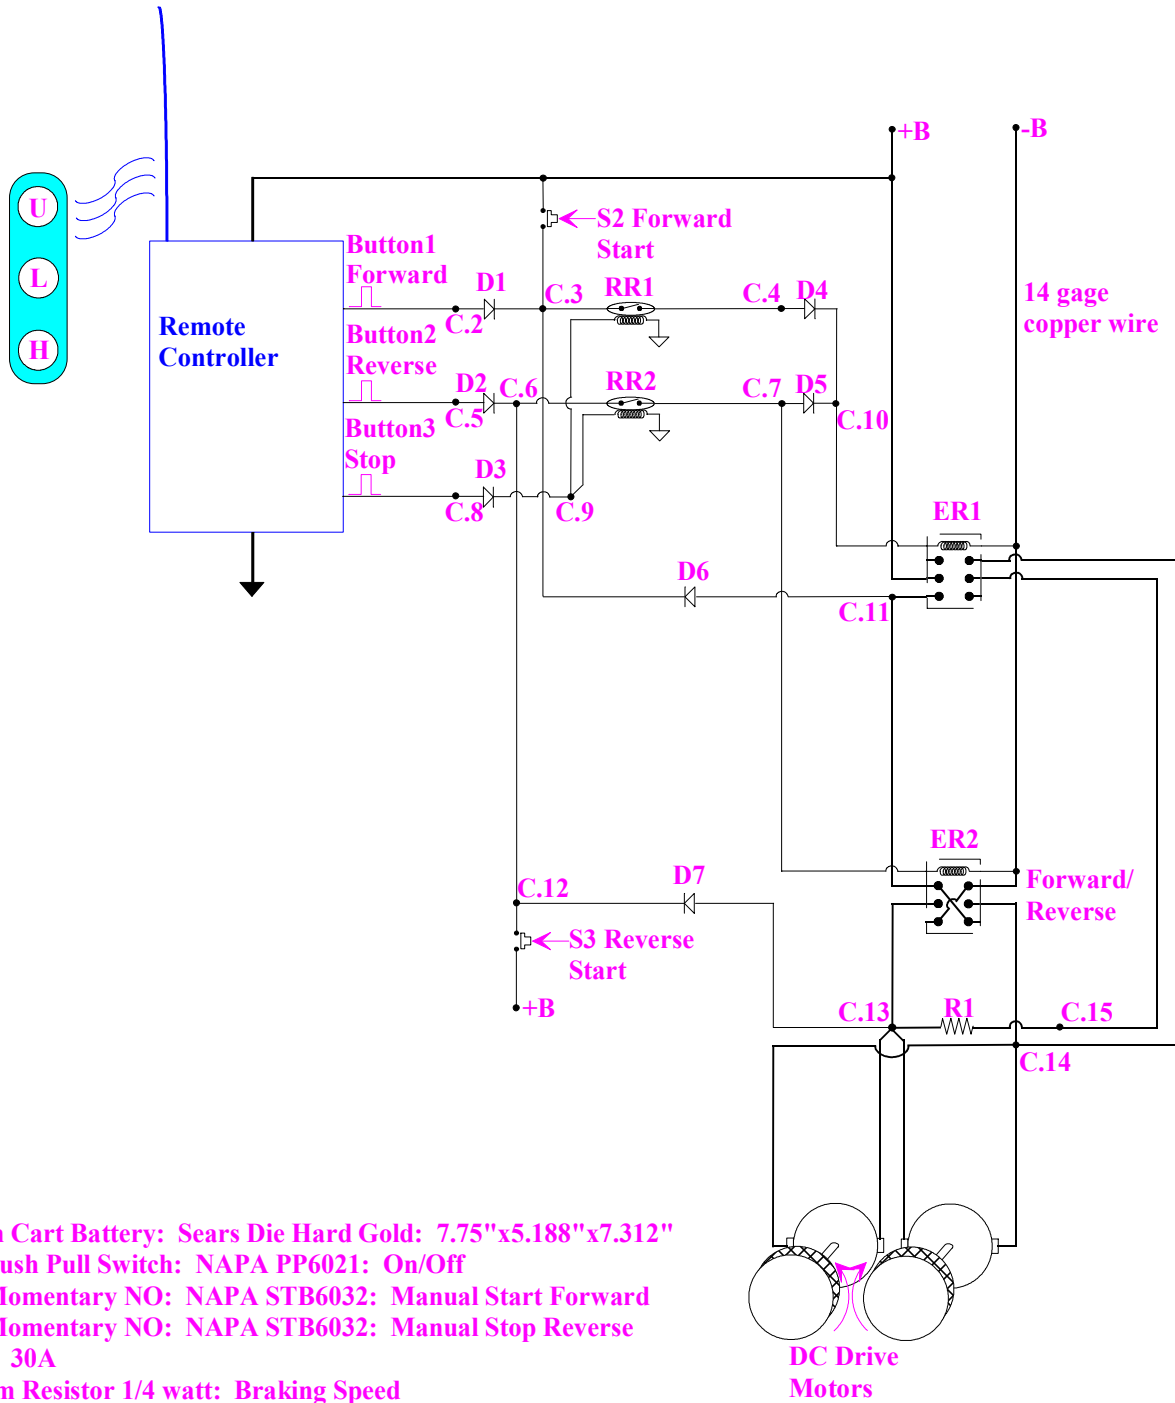 +B
-B
U
L
H
S2 Forward
Start
Button1
Forward
D1
C.2
C.3
RR1
C.4
D4
14 gage
copper wire
Remote
Controller
Button2
Reverse
D2
C.5
C.6
RR2
C.7
D5
C.10
Button3
Stop
D3
C.8
C.9
ER1
D6
C.11
ER2
Forward/
Reverse
C.12
D7
S3 Reverse
Start
+B
C.13
R1
C.15
C.14
Cart Battery: Sears Die Hard Gold: 7.75"x5.188"x7.312"
Pull Switch: NAPA PP6021: On/Off
NO: NAPA STB6032: Manual Start Forward
NO: NAPA STB6032: Manual Stop Reverse
30A
Resistor 1/4 watt: Braking Speed
DC Drive
Motors